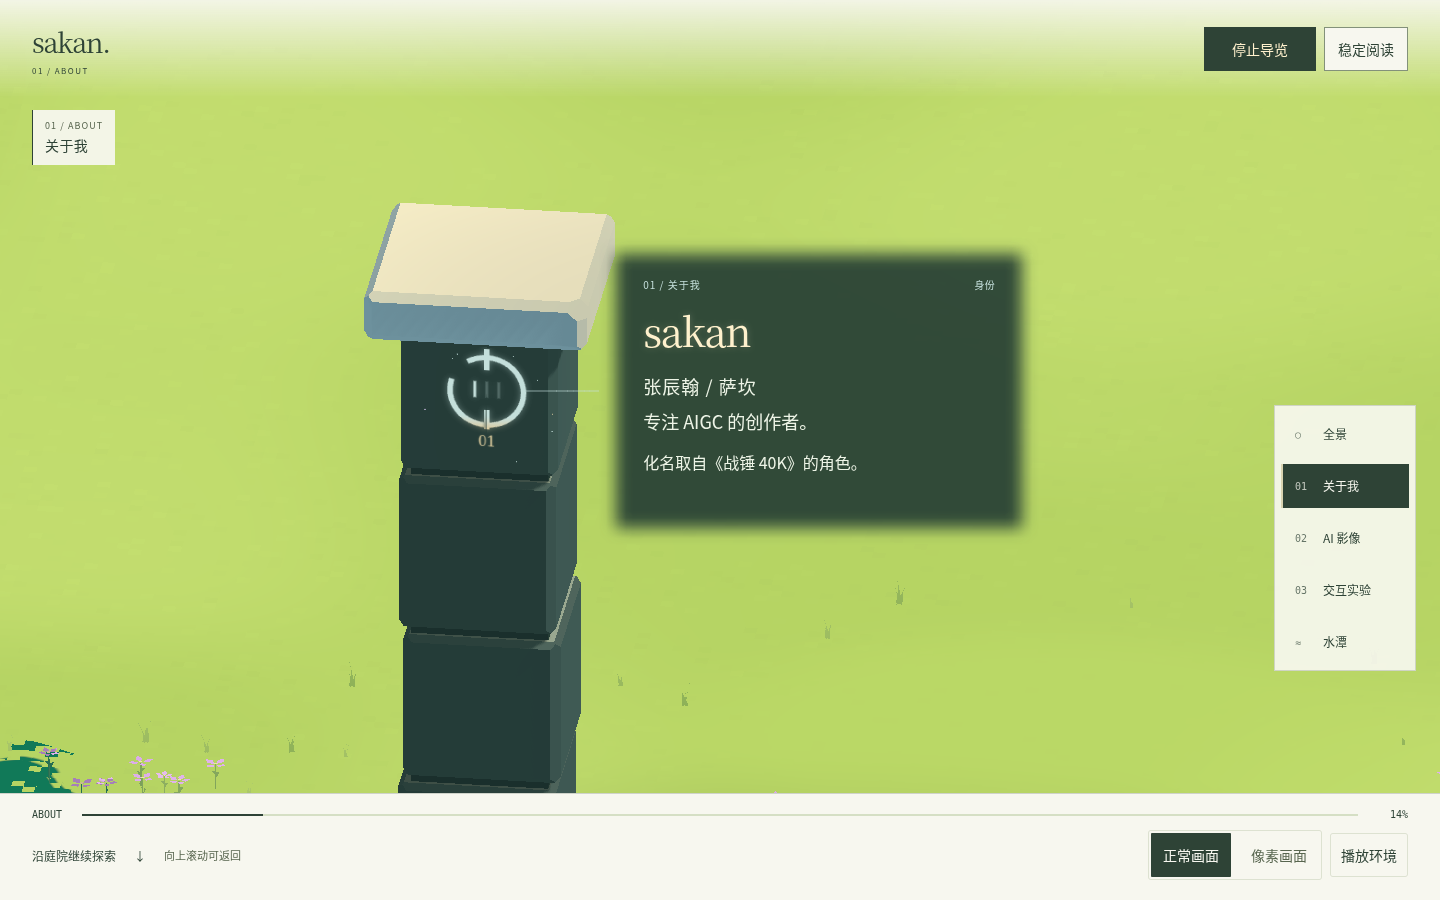 sakan.
01 / ABOUT
停止导览
稳定阅读
01 / ABOUT
关于我
01 / 关于我
身份
sakan
张辰翰 / 萨坎
专注 AIGC 的创作者。
化名取自《战锤 40K》的角色。
01
○ 全景
01 关于我
02 AI 影像
03 交互实验
≈ 水潭
ABOUT
14%
沿庭院继续探索 ↓ 向上滚动可返回
正常画面
像素画面
播放环境